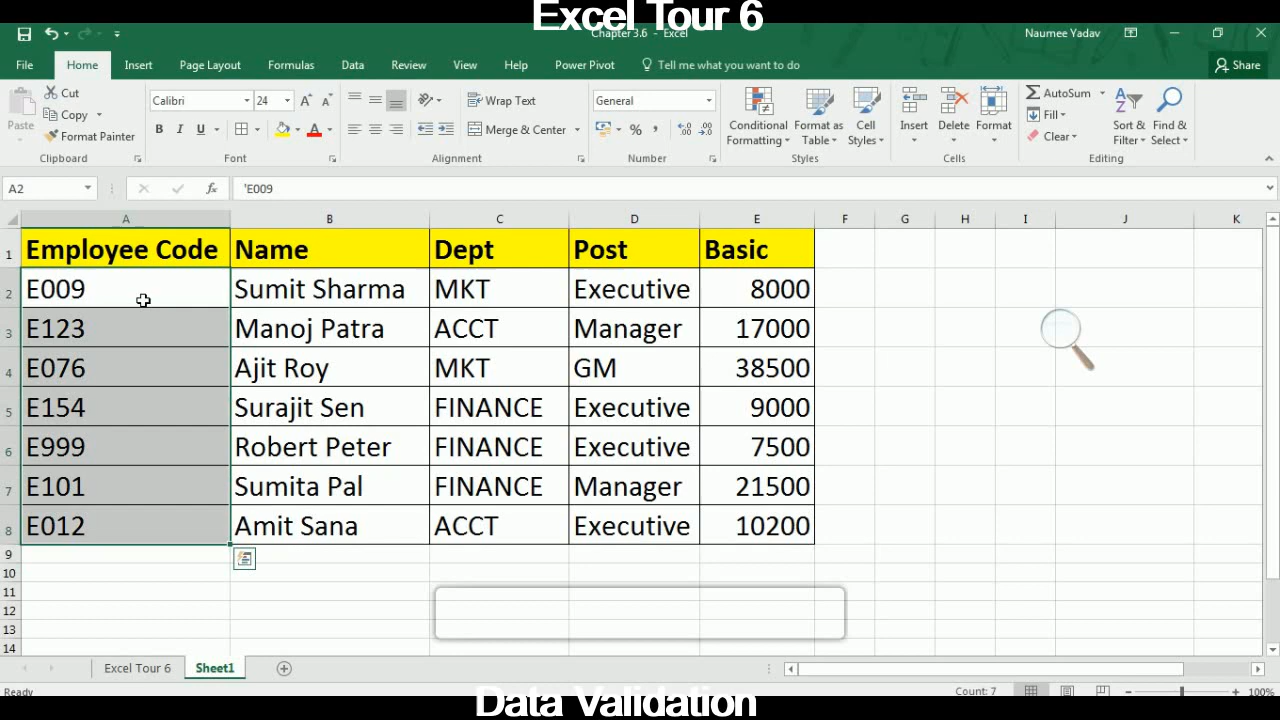 Excel Tour 6
Chapter 3.6 - Excel
Naumee Yadav
File Home Insert Page Layout Formulas Data Review View Help Power Pivot Tell me what you want to do Share
Paste
Cut
Copy
Format Painter
Clipboard
Calibri 24
B I U
Font
Wrap Text
Merge & Center
Alignment
General
Number
Conditional Formatting
Format as Table
Cell Styles
Styles
Insert
Delete
Format
Cells
AutoSum
Fill
Clear
Sort & Filter
Find & Select
Editing
A2 fx 'E009
A B C D E F G H I J K
1 Employee Code Name Dept Post Basic
2 E009 Sumit Sharma MKT Executive 8000
3 E123 Manoj Patra ACCT Manager 17000
4 E076 Ajit Roy MKT GM 38500
5 E154 Surajit Sen FINANCE Executive 9000
6 E999 Robert Peter FINANCE Executive 7500
7 E101 Sumita Pal FINANCE Manager 21500
8 E012 Amit Sana ACCT Executive 10200
9
10
11
12
13
14
Excel Tour 6 Sheet1
Ready Count: 7 100%
Data Validation